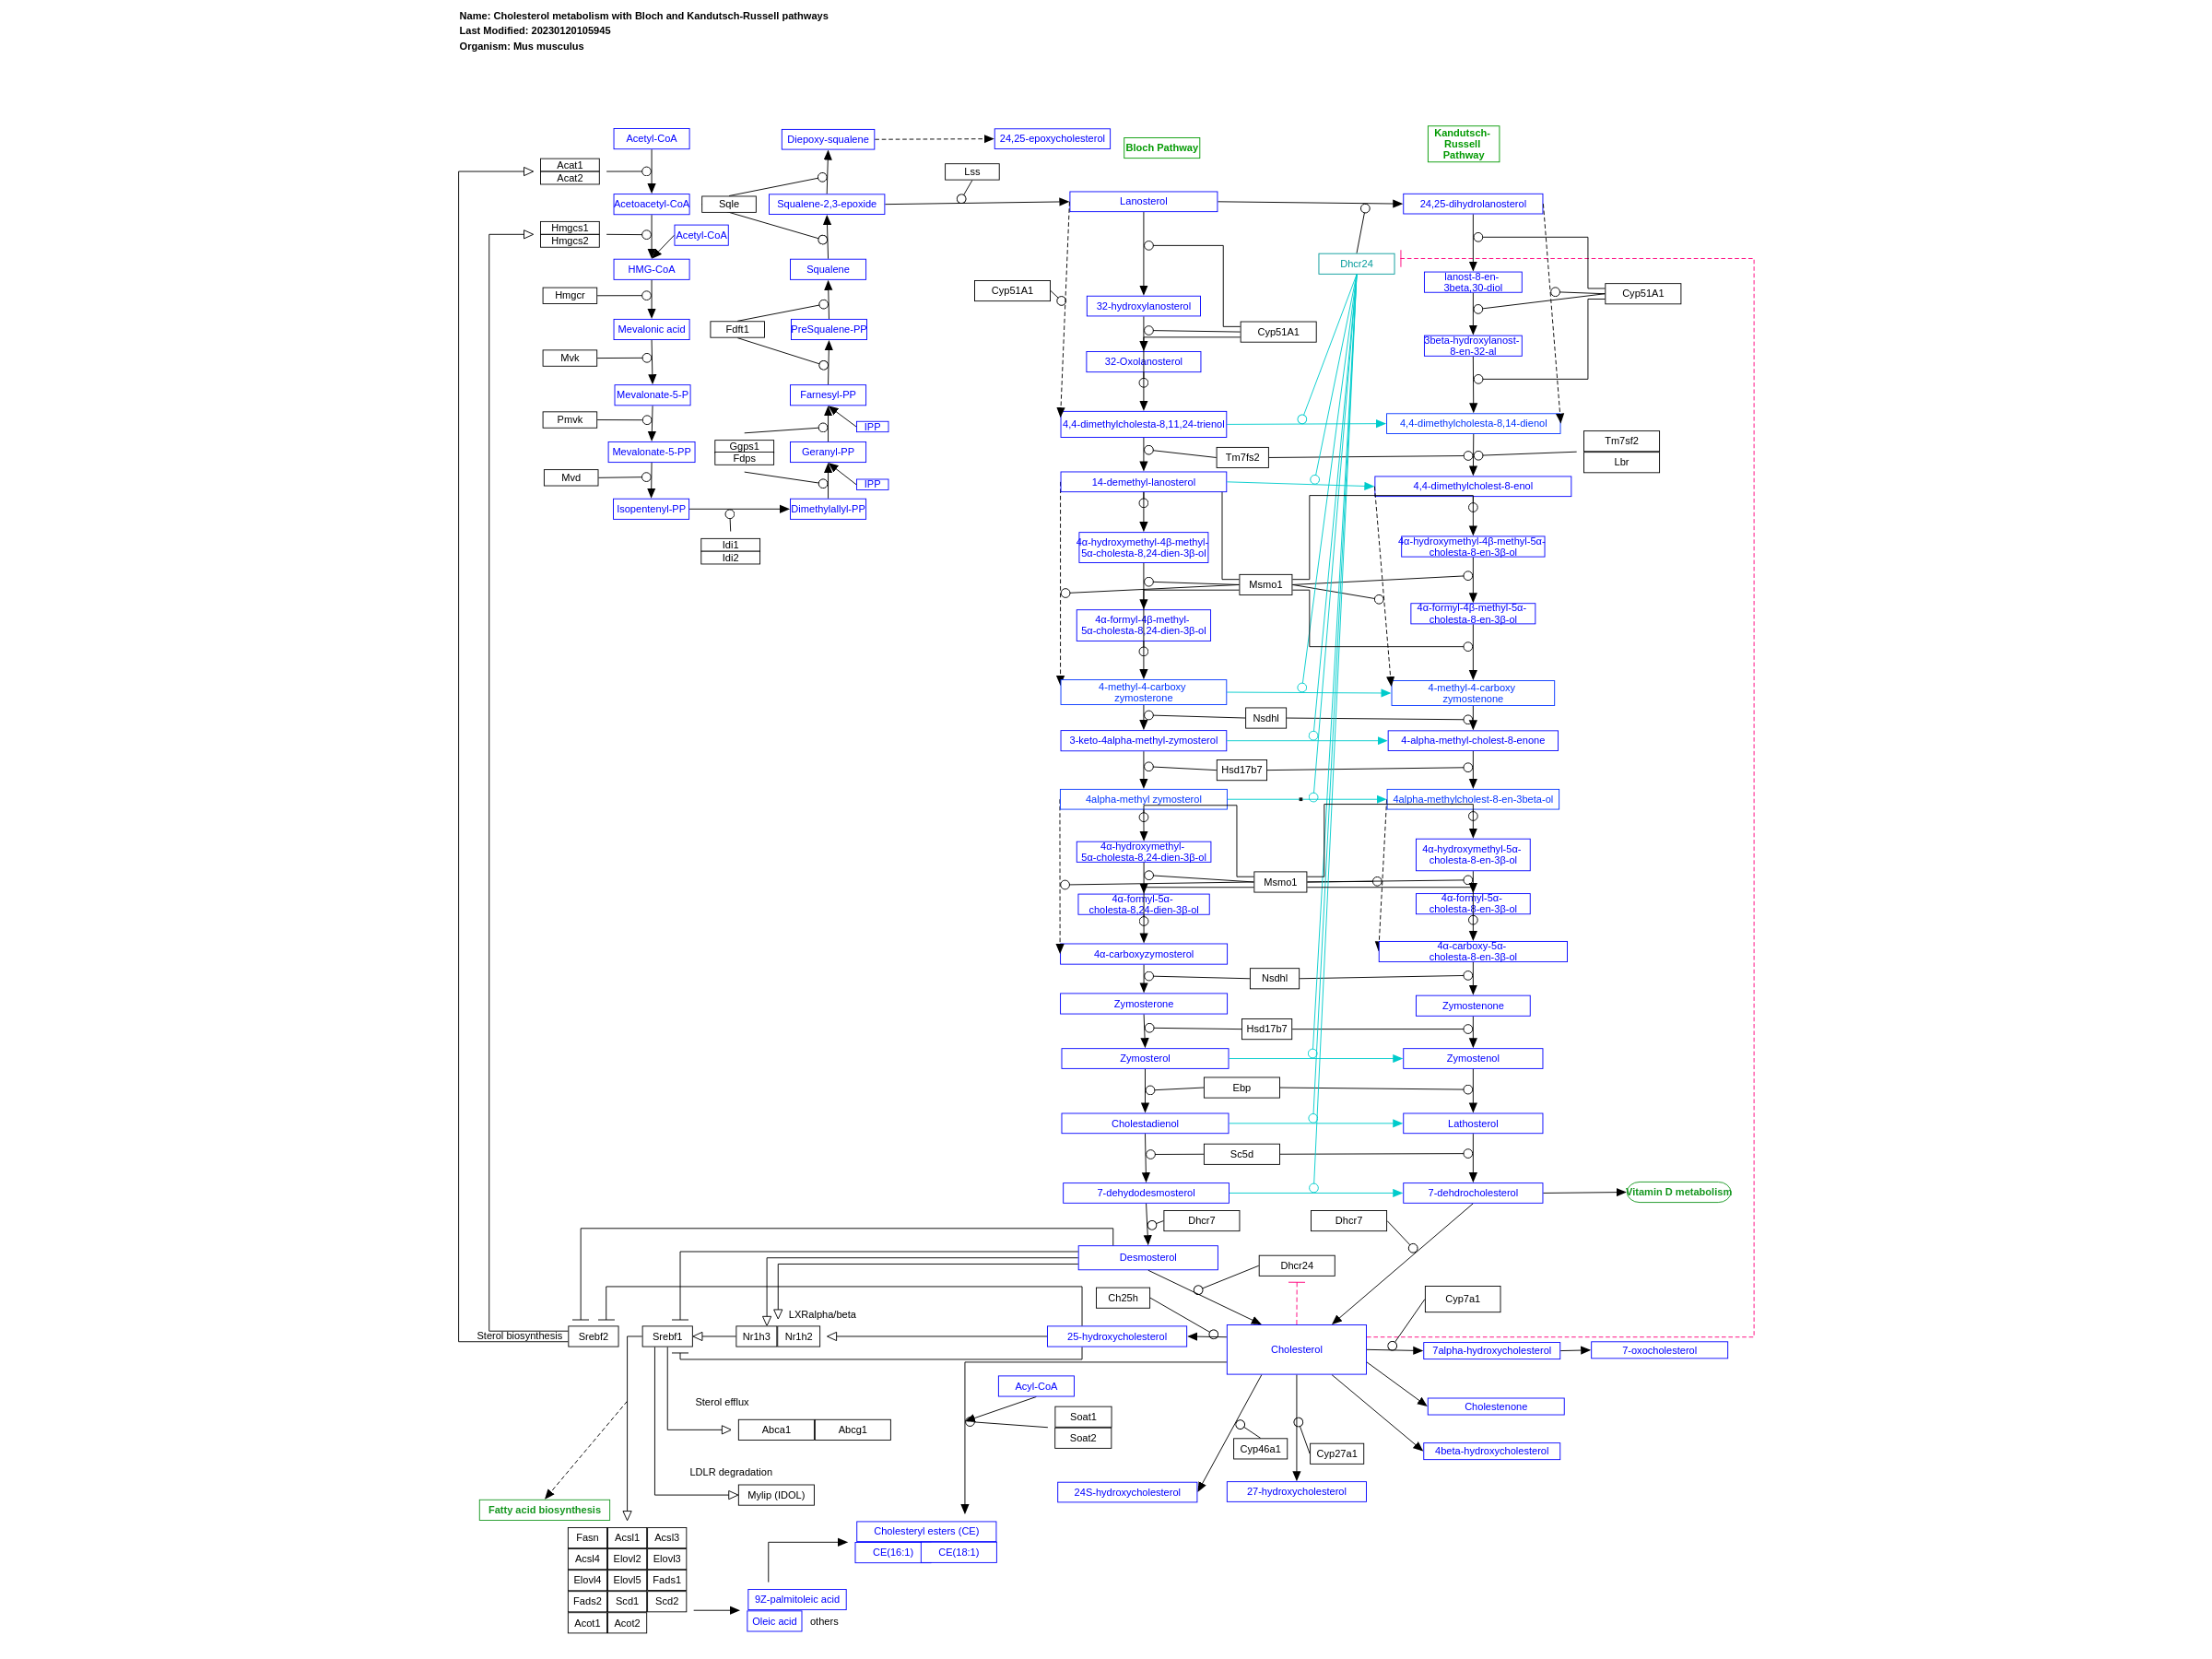 Name: Cholesterol metabolism with Bloch and Kandutsch-Russell pathways
Last Modified: 20230120105945
Organism: Mus musculus
Acetyl-CoA
Acat1
Acat2
Acetoacetyl-CoA
Hmgcs1
Hmgcs2
Acetyl-CoA
HMG-CoA
Hmgcr
Mevalonic acid
Mvk
Mevalonate-5-P
Pmvk
Mevalonate-5-PP
Mvd
Isopentenyl-PP
Idi1
Idi2
Diepoxy-squalene
24,25-epoxycholesterol
Sqle
Squalene-2,3-epoxide
Lss
Squalene
Fdft1
PreSqualene-PP
Farnesyl-PP
IPP
Ggps1
Fdps
Geranyl-PP
IPP
Dimethylallyl-PP
Bloch Pathway
Kandutsch-
Russell
Pathway
Lanosterol
24,25-dihydrolanosterol
Dhcr24
Cyp51A1
32-hydroxylanosterol
Cyp51A1
32-Oxolanosterol
lanost-8-en-
3beta,30-diol
Cyp51A1
3beta-hydroxylanost-
8-en-32-al
4,4-dimethylcholesta-8,11,24-trienol
4,4-dimethylcholesta-8,14-dienol
Tm7fs2
Tm7sf2
Lbr
14-demethyl-lanosterol
4,4-dimethylcholest-8-enol
4α-hydroxymethyl-4β-methyl-
5α-cholesta-8,24-dien-3β-ol
4α-hydroxymethyl-4β-methyl-5α-
cholesta-8-en-3β-ol
Msmo1
4α-formyl-4β-methyl-
5α-cholesta-8,24-dien-3β-ol
4α-formyl-4β-methyl-5α-
cholesta-8-en-3β-ol
4-methyl-4-carboxy
zymosterone
4-methyl-4-carboxy
zymostenone
Nsdhl
3-keto-4alpha-methyl-zymosterol
4-alpha-methyl-cholest-8-enone
Hsd17b7
4alpha-methyl zymosterol
4alpha-methylcholest-8-en-3beta-ol
4α-hydroxymethyl-
5α-cholesta-8,24-dien-3β-ol
4α-hydroxymethyl-5α-
cholesta-8-en-3β-ol
Msmo1
4α-formyl-5α-
cholesta-8,24-dien-3β-ol
4α-formyl-5α-
cholesta-8-en-3β-ol
4α-carboxyzymosterol
4α-carboxy-5α-
cholesta-8-en-3β-ol
Nsdhl
Zymosterone
Zymostenone
Hsd17b7
Zymosterol
Zymostenol
Ebp
Cholestadienol
Lathosterol
Sc5d
7-dehydodesmosterol
7-dehdrocholesterol
Vitamin D metabolism
Dhcr7
Dhcr7
Desmosterol
Dhcr24
Ch25h
Cyp7a1
LXRalpha/beta
Sterol biosynthesis
Srebf2
Srebf1
Nr1h3
Nr1h2
25-hydroxycholesterol
Cholesterol
7alpha-hydroxycholesterol
7-oxocholesterol
Acyl-CoA
Cholestenone
Sterol efflux
Abca1
Abcg1
Soat1
Soat2
Cyp46a1
Cyp27a1
4beta-hydroxycholesterol
LDLR degradation
Mylip (IDOL)
24S-hydroxycholesterol
27-hydroxycholesterol
Fatty acid biosynthesis
Fasn
Acsl1
Acsl3
Acsl4
Elovl2
Elovl3
Elovl4
Elovl5
Fads1
Fads2
Scd1
Scd2
Acot1
Acot2
Cholesteryl esters (CE)
CE(16:1)
CE(18:1)
9Z-palmitoleic acid
Oleic acid
others